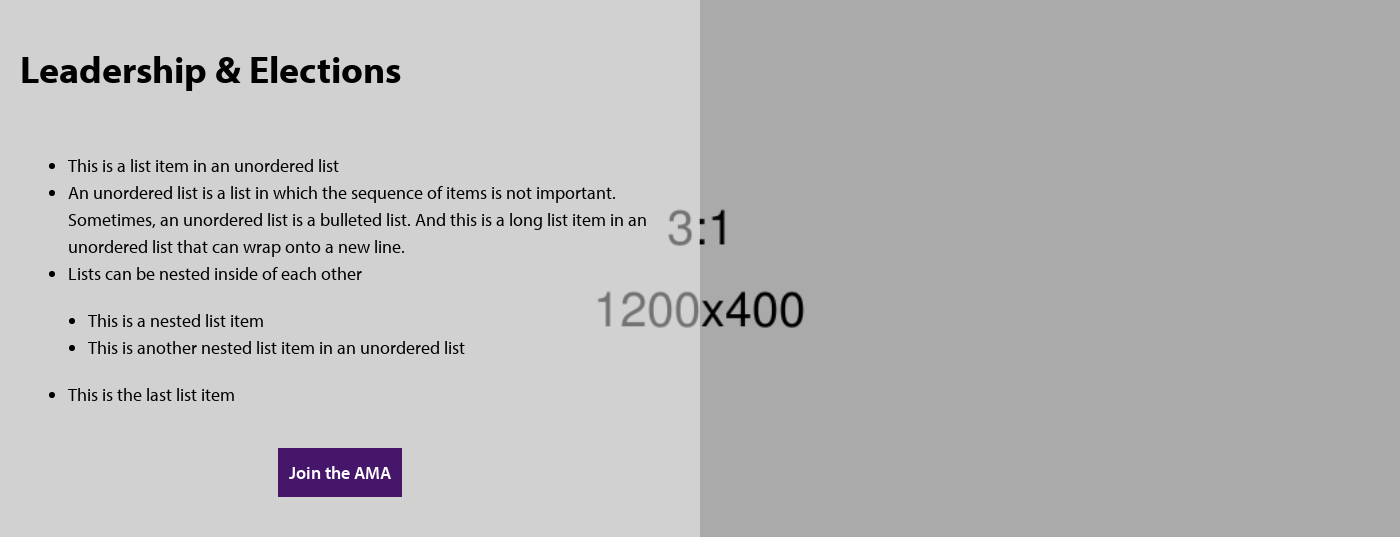 Leadership & Elections
• This is a list item in an unordered list
• An unordered list is a list in which the sequence of items is not important.
Sometimes, an unordered list is a bulleted list. And this is a long list item in an
unordered list that can wrap onto a new line.
• Lists can be nested inside of each other
• This is a nested list item
• This is another nested list item in an unordered list
• This is the last list item
Join the AMA
3:1
1200x400